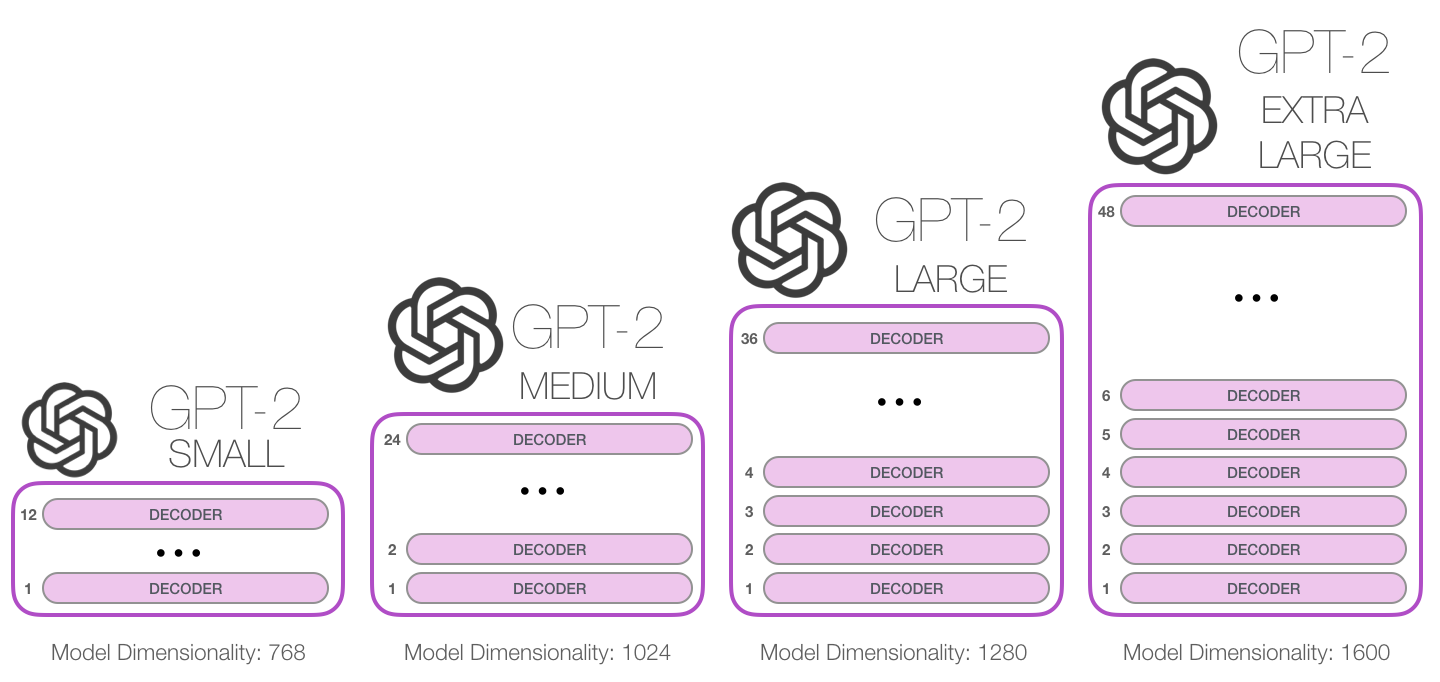 GPT-2
SMALL
12 DECODER
...
1 DECODER
Model Dimensionality: 768
GPT-2
MEDIUM
24 DECODER
...
2 DECODER
1 DECODER
Model Dimensionality: 1024
GPT-2
LARGE
36 DECODER
...
4 DECODER
3 DECODER
2 DECODER
1 DECODER
Model Dimensionality: 1280
GPT-2
EXTRA
LARGE
48 DECODER
...
6 DECODER
5 DECODER
4 DECODER
3 DECODER
2 DECODER
1 DECODER
Model Dimensionality: 1600